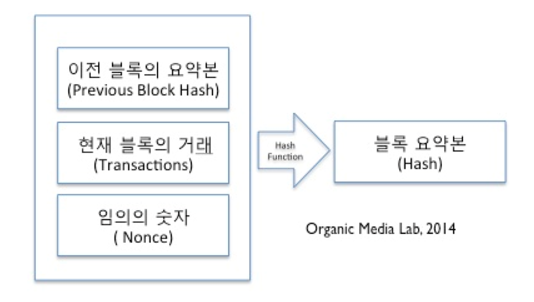 이전 블록의 요약본
(Previous Block Hash)
현재 블록의 거래
(Transactions)
임의의 숫자
( Nonce)
Hash
Function
블록 요약본
(Hash)
Organic Media Lab, 2014